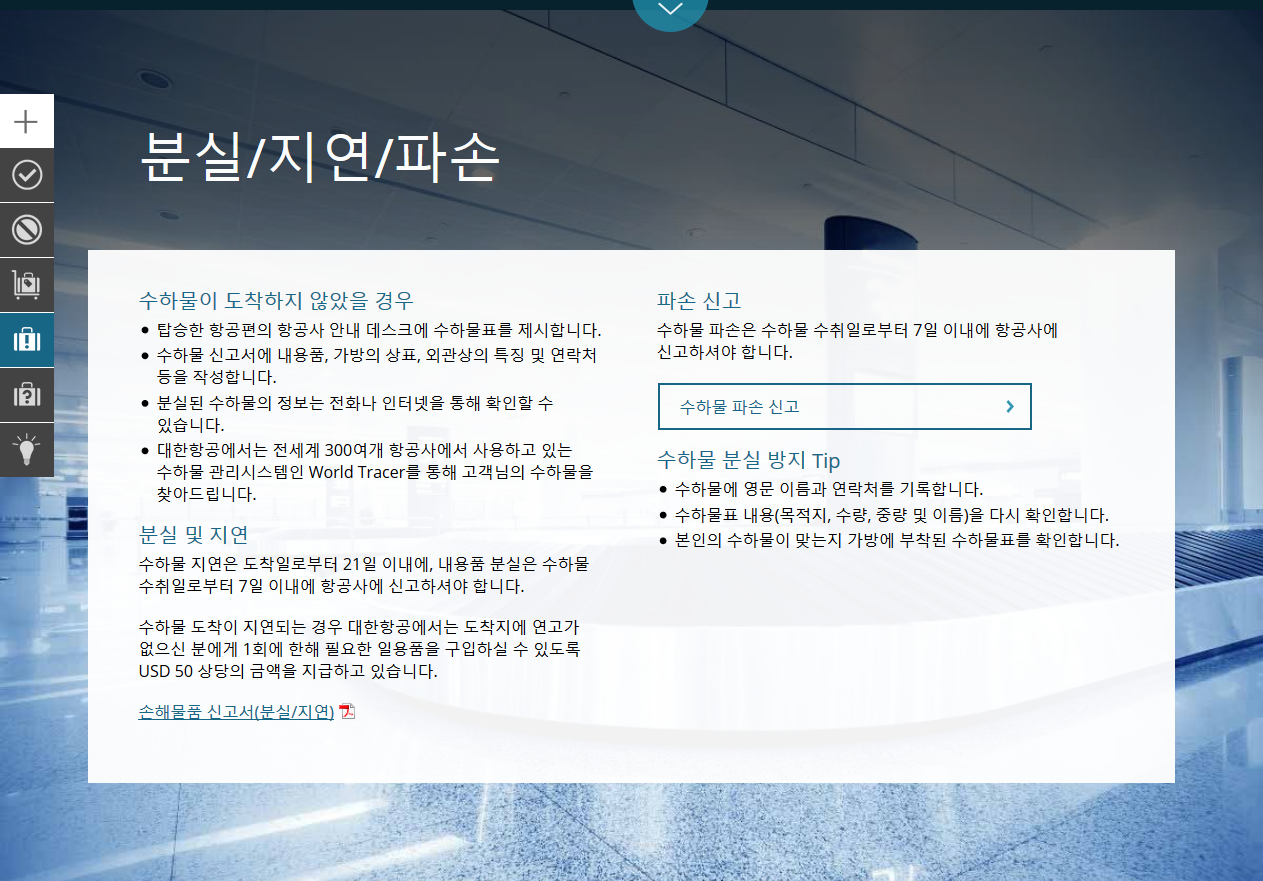 분실/지연/파손
수하물이 도착하지 않았을 경우
• 탑승한 항공편의 항공사 안내 데스크에 수하물표를 제시합니다.
• 수하물 신고서에 내용품, 가방의 상표, 외관상의 특징 및 연락처
등을 작성합니다.
• 분실된 수하물의 정보는 전화나 인터넷을 통해 확인할 수
있습니다.
• 대한항공에서는 전세계 300여개 항공사에서 사용하고 있는
수하물 관리시스템인 World Tracer를 통해 고객님의 수하물을
찾아드립니다.
분실 및 지연
수하물 지연은 도착일로부터 21일 이내에, 내용품 분실은 수하물
수취일로부터 7일 이내에 항공사에 신고하셔야 합니다.
수하물 도착이 지연되는 경우 대한항공에서는 도착지에 연고가
없으신 분에게 1회에 한해 필요한 일용품을 구입하실 수 있도록
USD 50 상당의 금액을 지급하고 있습니다.
손해물품 신고서(분실/지연)
파손 신고
수하물 파손은 수하물 수취일로부터 7일 이내에 항공사에
신고하셔야 합니다.
수하물 파손 신고
수하물 분실 방지 Tip
• 수하물에 영문 이름과 연락처를 기록합니다.
• 수하물표 내용(목적지, 수량, 중량 및 이름)을 다시 확인합니다.
• 본인의 수하물이 맞는지 가방에 부착된 수하물표를 확인합니다.